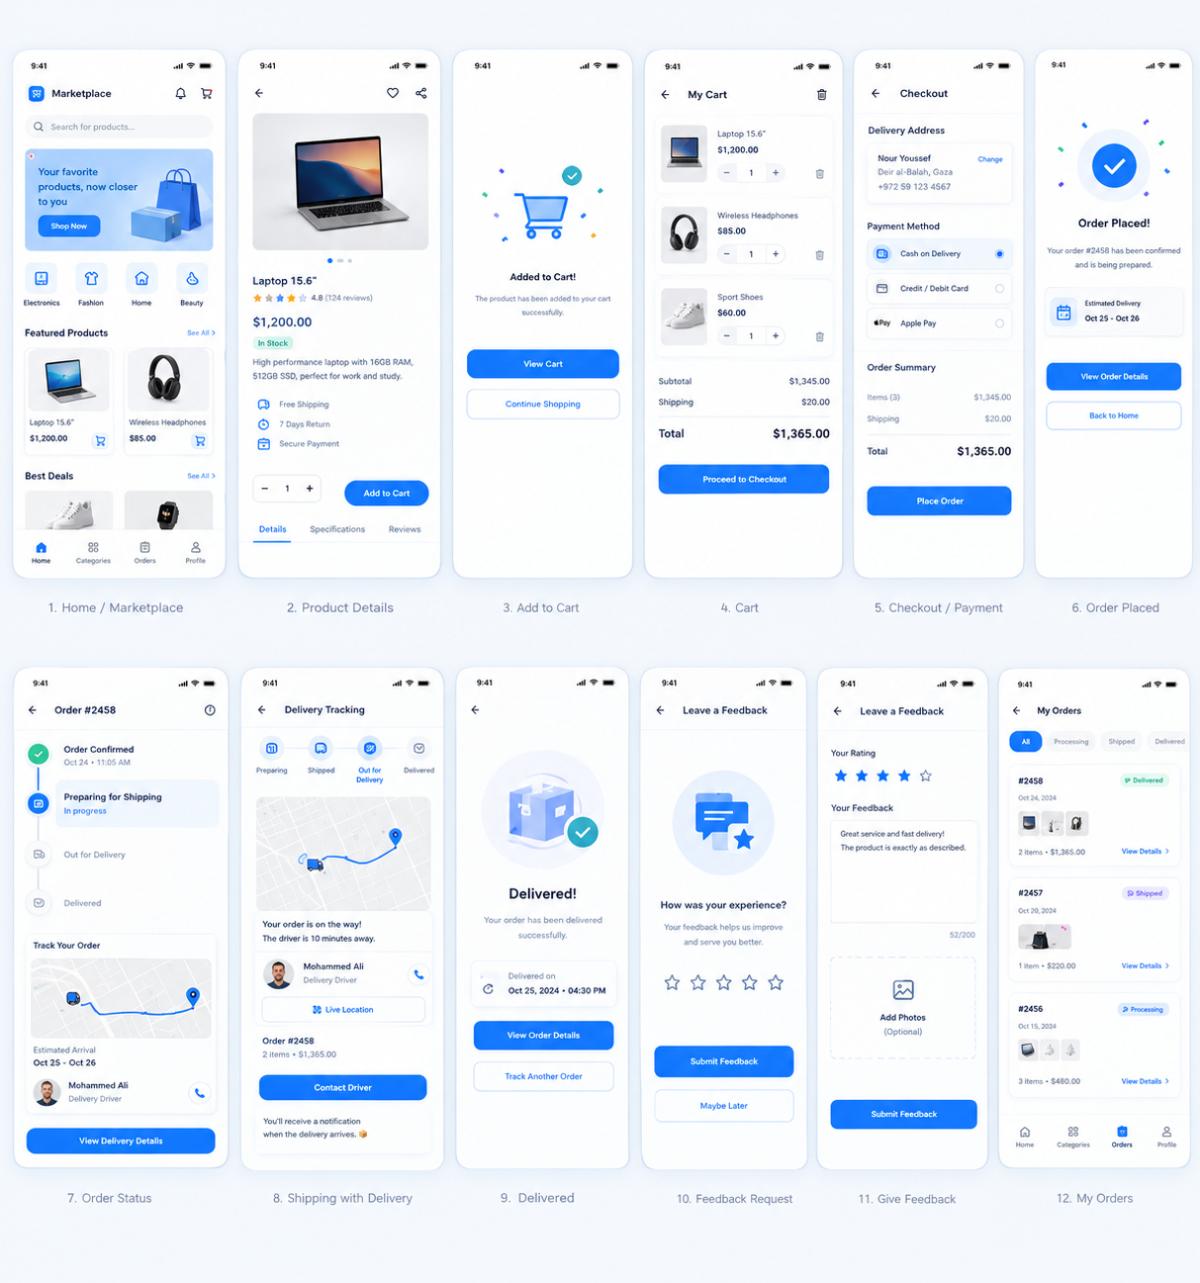 9:41
Marketplace
Search for products...
Your favorite
products, now closer
to you
Shop Now
Electronics
Fashion
Home
Beauty
Featured Products
See All >
Laptop 15.6"
$1,200.00
Wireless Headphones
$85.00
Best Deals
See All >
Home
Categories
Orders
Profile
1. Home / Marketplace
9:41
Laptop 15.6"
4.8 (124 reviews)
$1,200.00
In Stock
High performance laptop with 16GB RAM,
512GB SSD, perfect for work and study.
Free Shipping
7 Days Return
Secure Payment
− 1 +
Add to Cart
Details
Specifications
Reviews
2. Product Details
9:41
Added to Cart!
The product has been added to your cart
successfully.
View Cart
Continue Shopping
3. Add to Cart
9:41
My Cart
Laptop 15.6"
$1,200.00
− 1 +
Wireless Headphones
$85.00
− 1 +
Sport Shoes
$60.00
− 1 +
Subtotal $1,345.00
Shipping $20.00
Total $1,365.00
Proceed to Checkout
4. Cart
9:41
Checkout
Delivery Address
Nour Youssef
Change
Deir al-Balah, Gaza
+972 59 123 4567
Payment Method
Cash on Delivery
Credit / Debit Card
Pay Apple Pay
Order Summary
Items (3) $1,345.00
Shipping $20.00
Total $1,365.00
Place Order
5. Checkout / Payment
9:41
Order Placed!
Your order #2458 has been confirmed
and is being prepared.
Estimated Delivery
Oct 25 - Oct 26
View Order Details
Back to Home
6. Order Placed
9:41
Order #2458
Order Confirmed
Oct 24 • 11:05 AM
Preparing for Shipping
In progress
Out for Delivery
Delivered
Track Your Order
Estimated Arrival
Oct 25 - Oct 26
Mohammed Ali
Delivery Driver
View Delivery Details
7. Order Status
9:41
Delivery Tracking
Preparing
Shipped
Out for
Delivery
Delivered
Your order is on the way!
The driver is 10 minutes away.
Mohammed Ali
Delivery Driver
Live Location
Order #2458
2 items • $1,365.00
Contact Driver
You'll receive a notification
when the delivery arrives. 📦
8. Shipping with Delivery
9:41
Delivered!
Your order has been delivered
successfully.
Delivered on
Oct 25, 2024 • 04:30 PM
View Order Details
Track Another Order
9. Delivered
9:41
Leave a Feedback
How was your experience?
Your feedback helps us improve
and serve you better.
Submit Feedback
Maybe Later
10. Feedback Request
9:41
Leave a Feedback
Your Rating
Your Feedback
Great service and fast delivery!
The product is exactly as described.
52/200
Add Photos
(Optional)
Submit Feedback
11. Give Feedback
9:41
My Orders
All
Processing
Shipped
Delivered
#2458
Delivered
Oct 24, 2024
2 items • $1,365.00
View Details >
#2457
Shipped
Oct 20, 2024
1 item • $220.00
View Details >
#2456
Processing
Oct 15, 2024
3 items • $480.00
View Details >
Home
Categories
Orders
Profile
12. My Orders